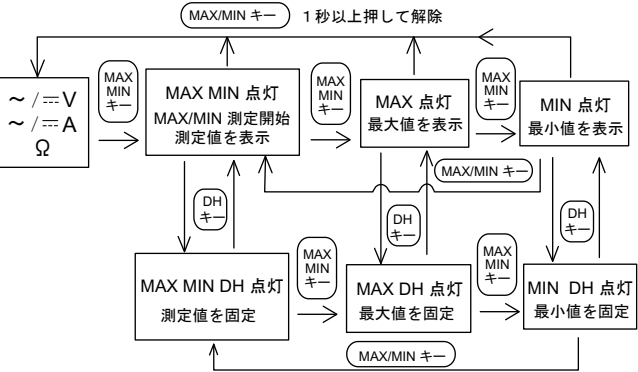 MAX/MIN キー 1秒以上押して解除
～ / ⎓ V
～ / ⎓ A
Ω
MAX
MIN
キー
MAX MIN 点灯
MAX/MIN 測定開始
測定値を表示
MAX
MIN
キー
MAX 点灯
最大値を表示
MAX
MIN
キー
MIN 点灯
最小値を表示
MAX/MIN キー
DH
キー
DH
キー
DH
キー
MAX MIN DH 点灯
測定値を固定
MAX
MIN
キー
MAX DH 点灯
最大値を固定
MAX
MIN
キー
MIN DH 点灯
最小値を固定
MAX/MIN キー